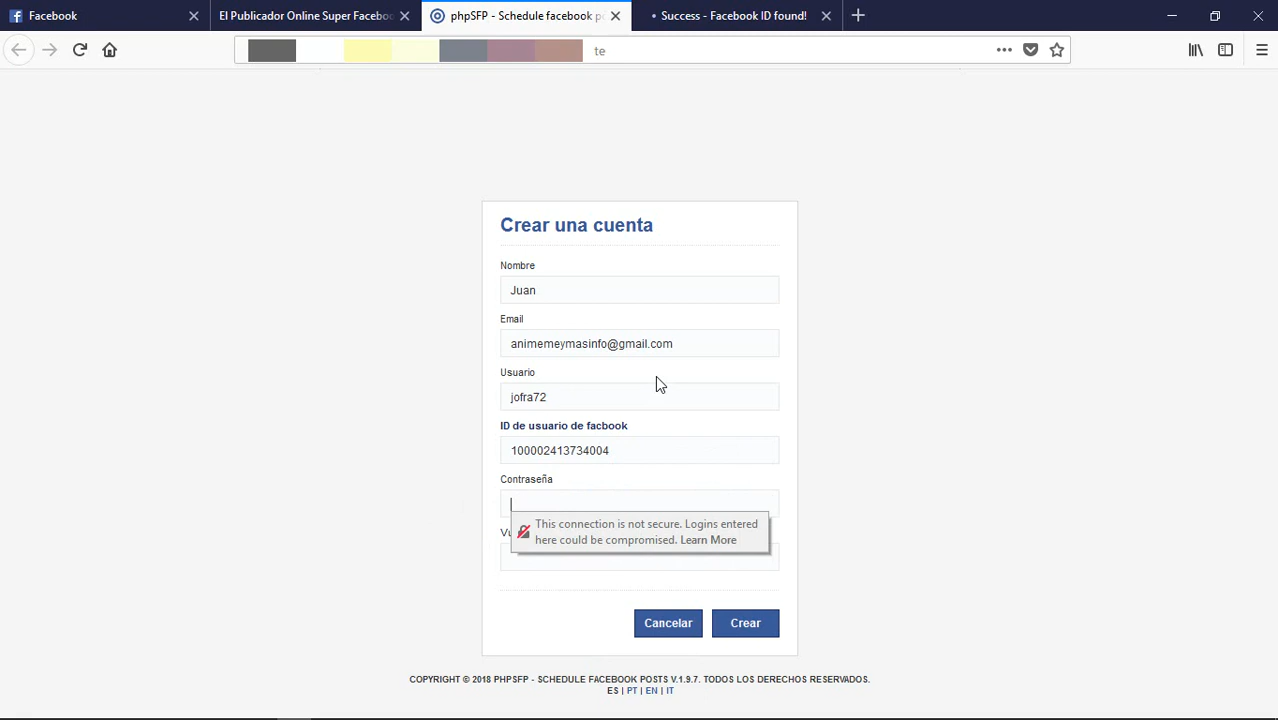 Facebook
El Publicador Online Super Faceboo
phpSFP - Schedule facebook po
Success - Facebook ID found!
te
Crear una cuenta
Nombre
Juan
Email
animemeymasinfo@gmail.com
Usuario
jofra72
ID de usuario de facbook
100002413734004
Contraseña
This connection is not secure. Logins entered
here could be compromised. Learn More
Cancelar
Crear
COPYRIGHT © 2018 PHPSFP - SCHEDULE FACEBOOK POSTS V.1.9.7. TODOS LOS DERECHOS RESERVADOS.
ES | PT | EN | IT